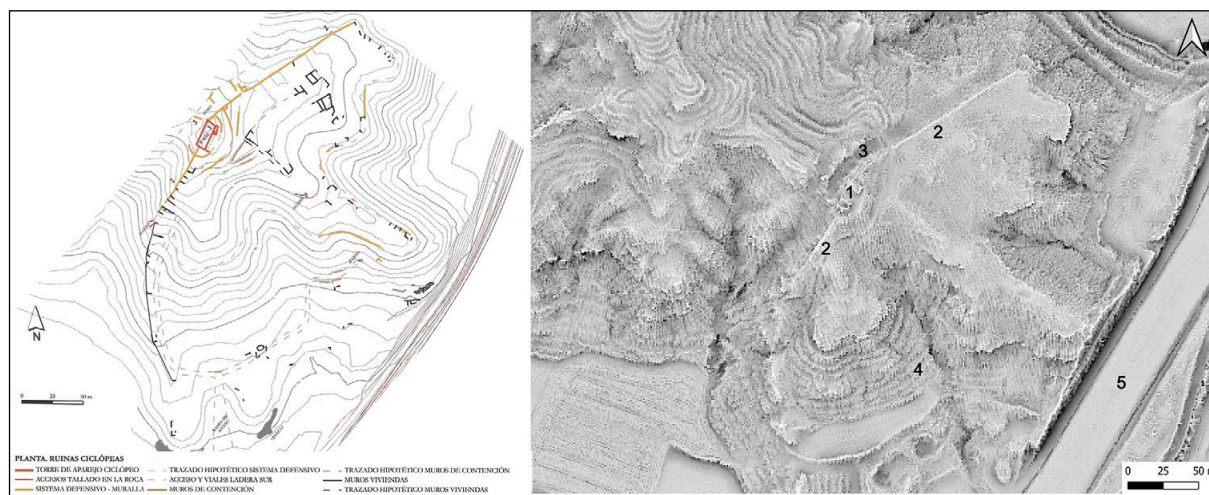 N
0 25 50 m
PLANTA. RUINAS CICLÓPEAS
TORRE DE APAREJO CICLÓPEO
ACCESOS TALLADO EN LA ROCA
SISTEMA DEFENSIVO - MURALLA
TRAZADO HIPOTÉTICO SISTEMA DEFENSIVO
ACCESO Y VIALES LADERA SUR
MUROS DE CONTENCIÓN
TRAZADO HIPOTÉTICO MUROS DE CONTENCIÓN
MUROS VIVIENDAS
TRAZADO HIPOTÉTICO MUROS VIVIENDAS
2
3
1
2
4
5
0 25 50 m